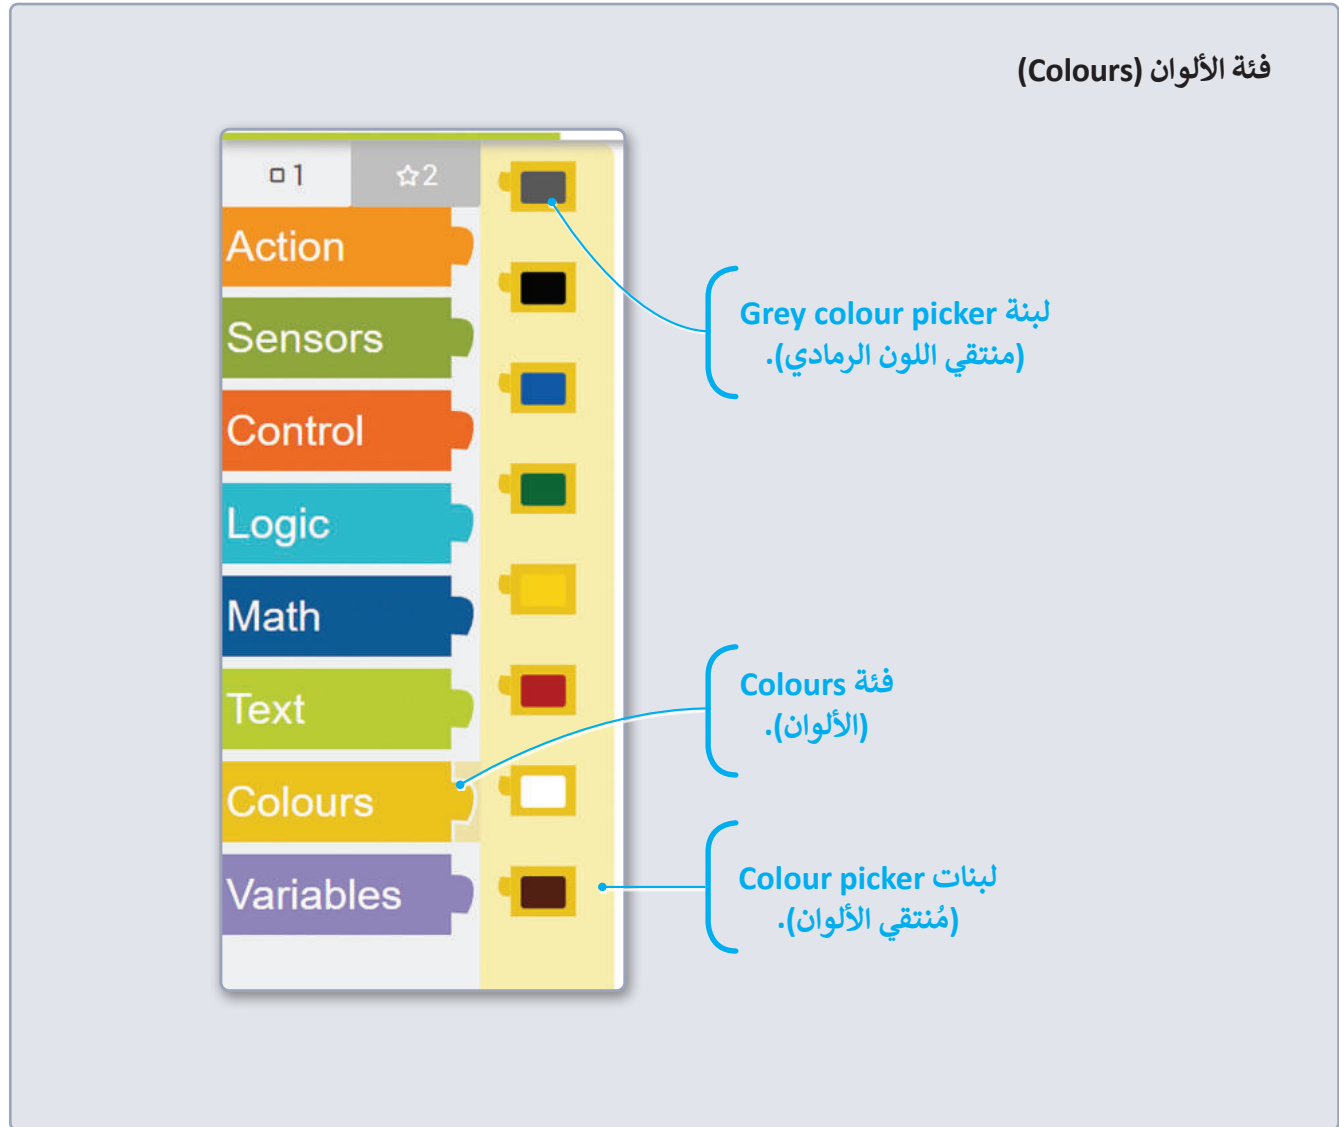 فئة الألوان (Colours)
1
2
Action
Sensors
Control
Logic
Math
Text
Colours
Variables
لبنة Grey colour picker
(منتقي اللون الرمادي).
فئة Colours
(الألوان).
لبنات Colour picker
(مُنتقي الألوان).